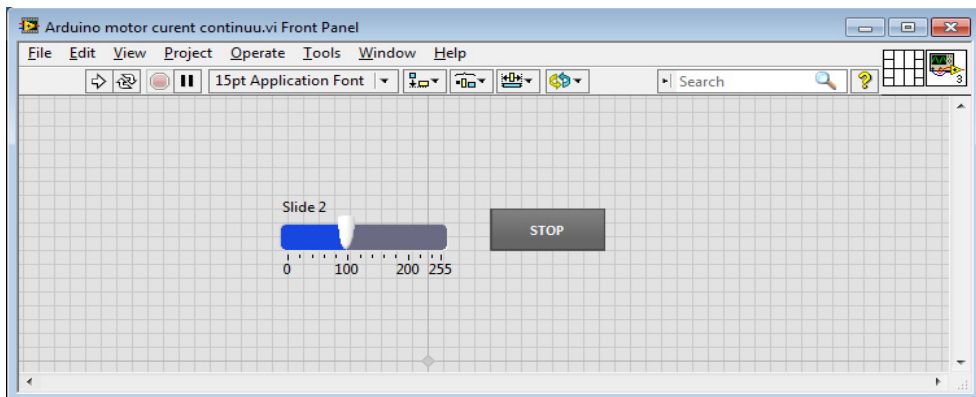 Arduino motor curent continuu.vi Front Panel
File Edit View Project Operate Tools Window Help
15pt Application Font Search ? 3
Slide 2
STOP
0 100 200 255